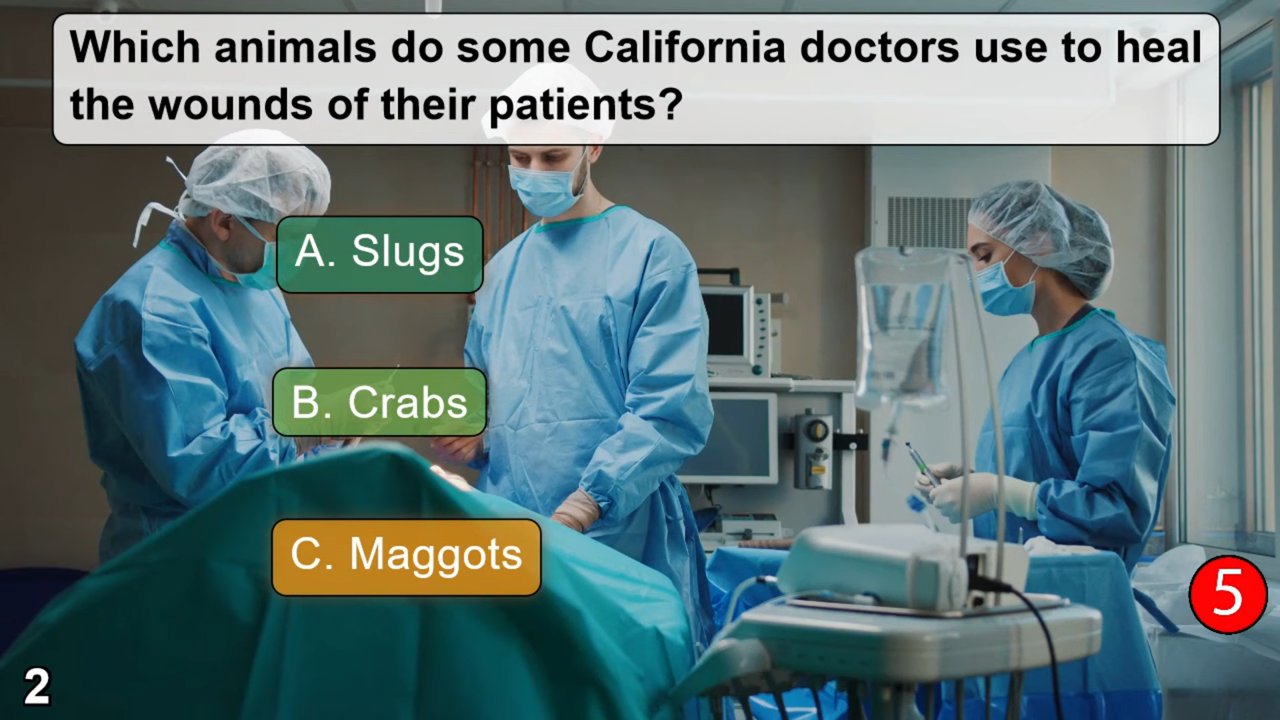 Which animals do some California doctors use to heal
the wounds of their patients?
A. Slugs
B. Crabs
C. Maggots
5
2